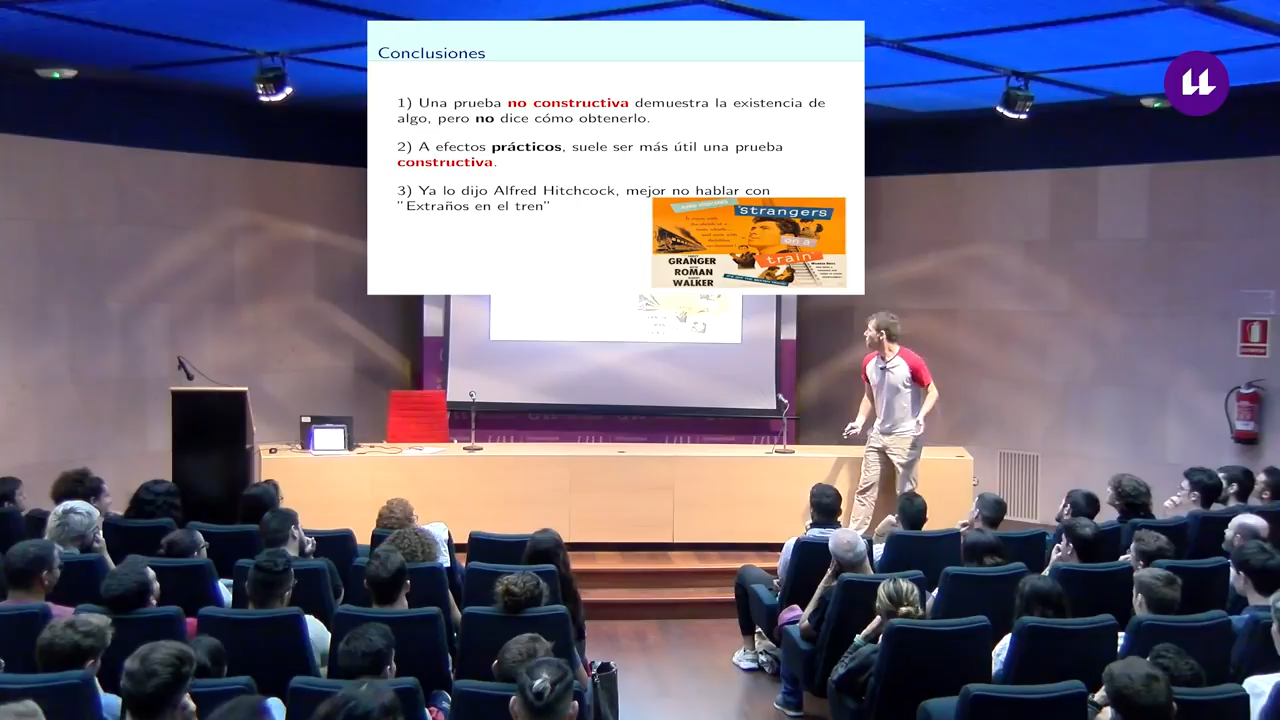 Conclusiones
1) Una prueba no constructiva demuestra la existencia de
algo, pero no dice cómo obtenerlo.
2) A efectos prácticos, suele ser más útil una prueba
constructiva.
3) Ya lo dijo Alfred Hitchcock, mejor no hablar con
"Extraños en el tren"
"strangers
on a
train"
GRANGER
ROMAN
WALKER